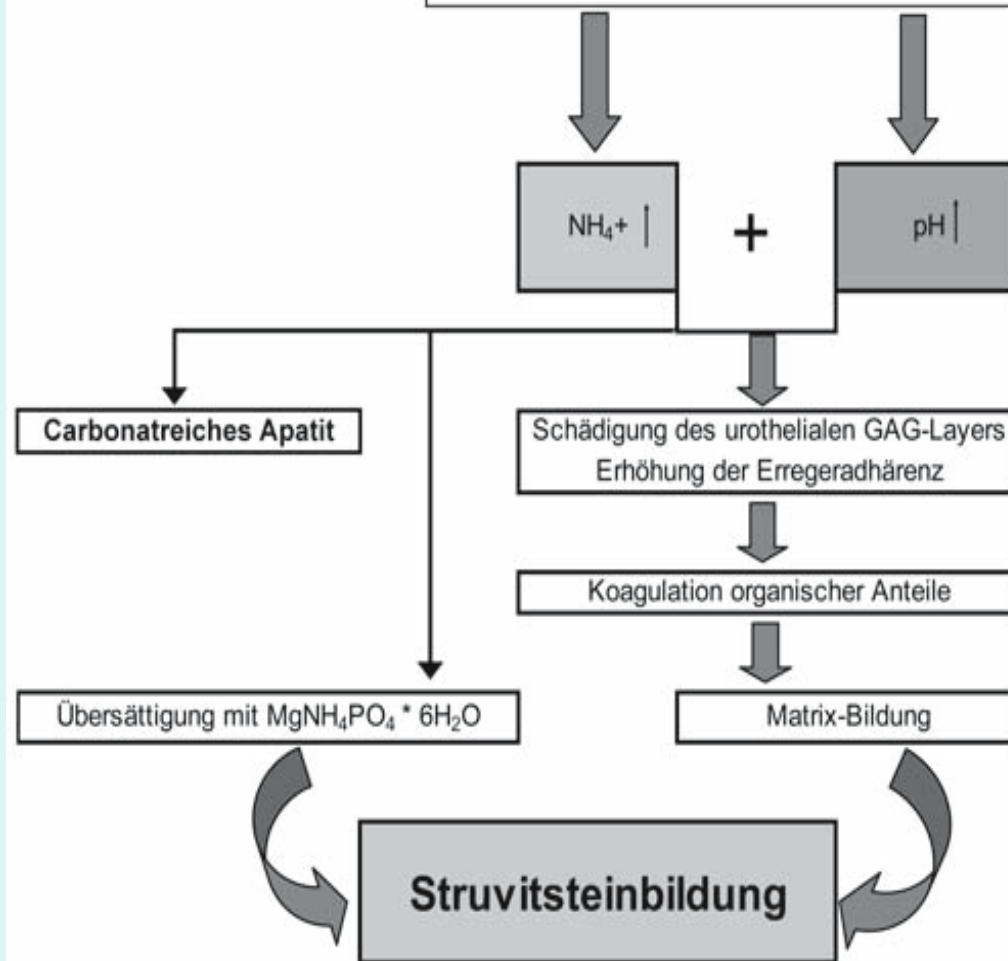 NH₄+ ↑
+
pH ↑
Carbonatreiches Apatit
Schädigung des urothelialen GAG-Layers
Erhöhung der Erregeradhärenz
Koagulation organischer Anteile
Übersättigung mit MgNH₄PO₄ * 6H₂O
Matrix-Bildung
Struvitsteinbildung